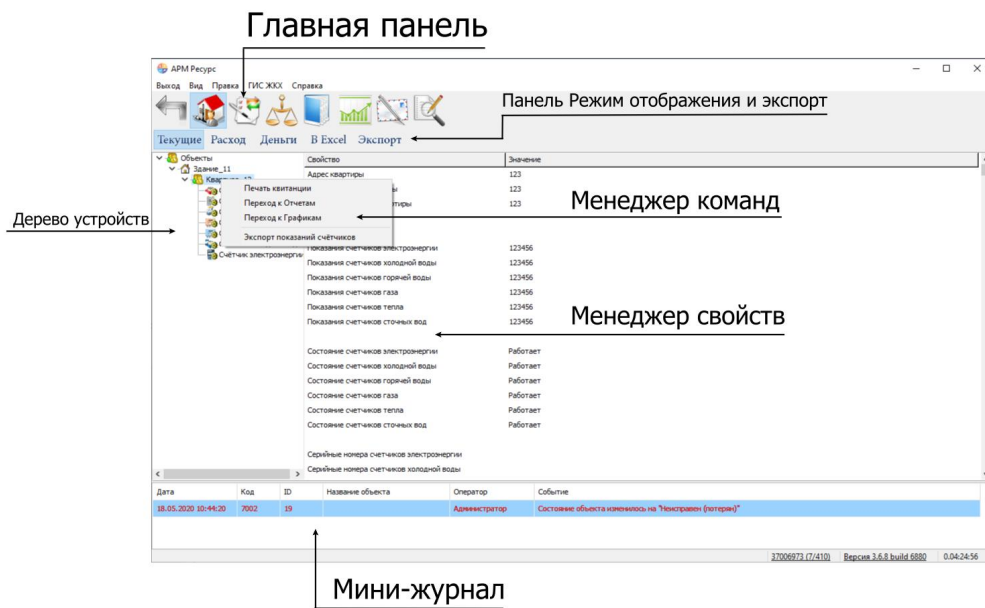 Главная панель
АРМ Ресурс
Выход Вид Правка ГИС ЖКХ Справка
Панель Режим отображения и экспорт
Текущие Расход Деньги В Excel Экспорт
Объекты
Свойство Значение
Здание_11
Адрес квартиры 123
123
123
Печать квитанции
Переход к Отчетам
Переход к Графикам
Экспорт показаний счётчиков
Менеджер команд
Дерево устройств
Показания счетчиков электроэнергии 123456
Счётчик электроэнергии
Показания счетчиков холодной воды 123456
Показания счетчиков горячей воды 123456
Показания счетчиков газа 123456
Показания счетчиков тепла 123456
Показания счетчиков сточных вод 123456
Менеджер свойств
Состояние счетчиков электроэнергии Работает
Состояние счетчиков холодной воды Работает
Состояние счетчиков горячей воды Работает
Состояние счетчиков газа Работает
Состояние счетчиков тепла Работает
Состояние счетчиков сточных вод Работает
Серийные номера счетчиков электроэнергии
Серийные номера счетчиков холодной воды
Дата Код ID Название объекта Оператор Событие
18.05.2020 10:44:20 7002 19 Администратор Состояние объекта изменилось на "Неисправен (потерян)"
37006973 (7/410) Версия 3.6.8 build 6880 0.04:24:56
Мини-журнал